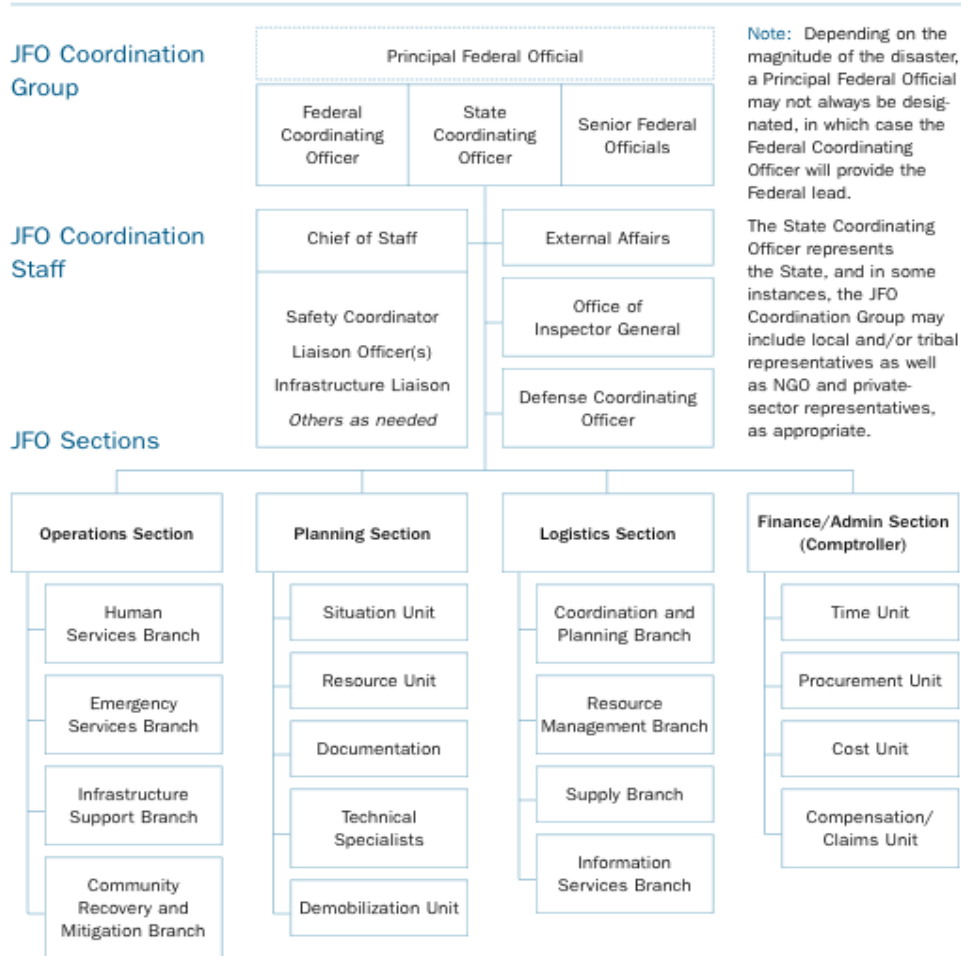 JFO Coordination
Group
Principal Federal Official
Federal
Coordinating
Officer
State
Coordinating
Officer
Senior Federal
Officials
Note: Depending on the
magnitude of the disaster,
a Principal Federal Official
may not always be desig-
nated, in which case the
Federal Coordinating
Officer will provide the
Federal lead.
The State Coordinating
Officer represents
the State, and in some
instances, the JFO
Coordination Group may
include local and/or tribal
representatives as well
as NGO and private-
sector representatives,
as appropriate.
JFO Coordination
Staff
Chief of Staff
Safety Coordinator
Liaison Officer(s)
Infrastructure Liaison
Others as needed
External Affairs
Office of
Inspector General
Defense Coordinating
Officer
JFO Sections
Operations Section
Human
Services Branch
Emergency
Services Branch
Infrastructure
Support Branch
Community
Recovery and
Mitigation Branch
Planning Section
Situation Unit
Resource Unit
Documentation
Technical
Specialists
Demobilization Unit
Logistics Section
Coordination and
Planning Branch
Resource
Management Branch
Supply Branch
Information
Services Branch
Finance/Admin Section
(Comptroller)
Time Unit
Procurement Unit
Cost Unit
Compensation/
Claims Unit